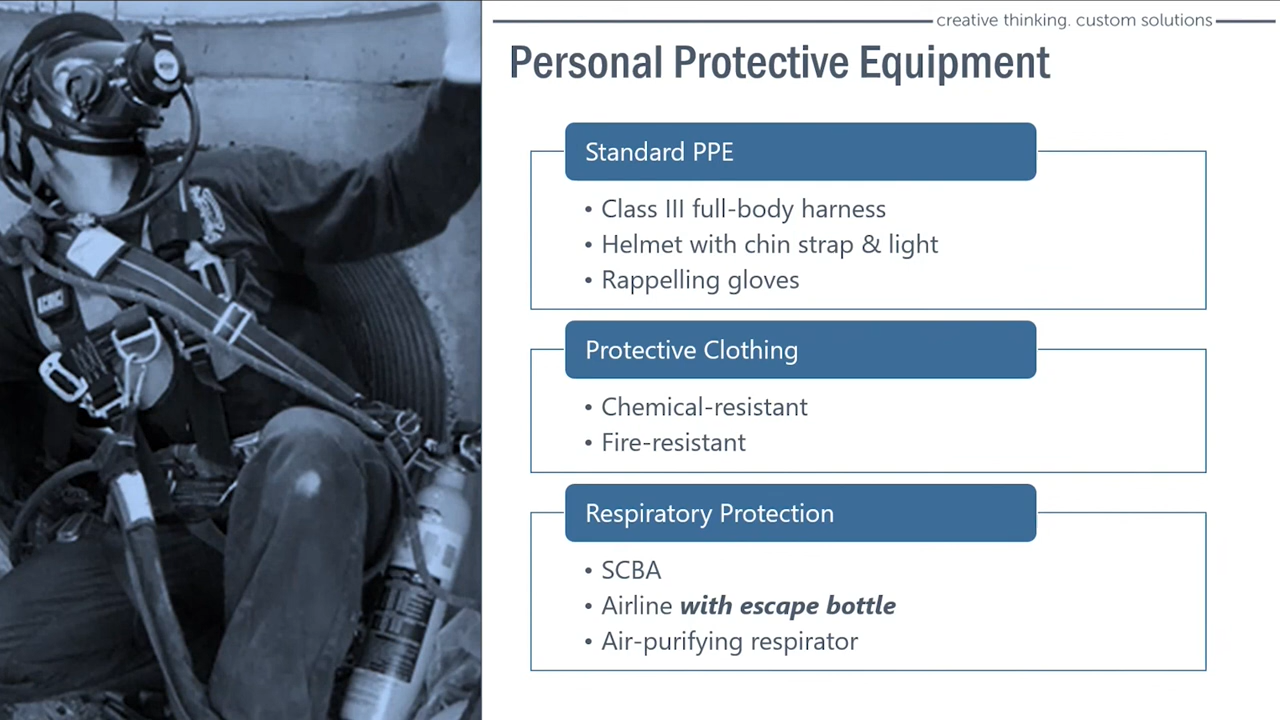 creative thinking. custom solutions
Personal Protective Equipment
Standard PPE
• Class III full-body harness
• Helmet with chin strap & light
• Rappelling gloves
Protective Clothing
• Chemical-resistant
• Fire-resistant
Respiratory Protection
• SCBA
• Airline with escape bottle
• Air-purifying respirator